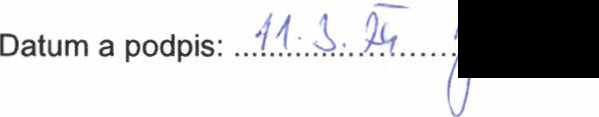 Datum a podpis: 11. 3. 24